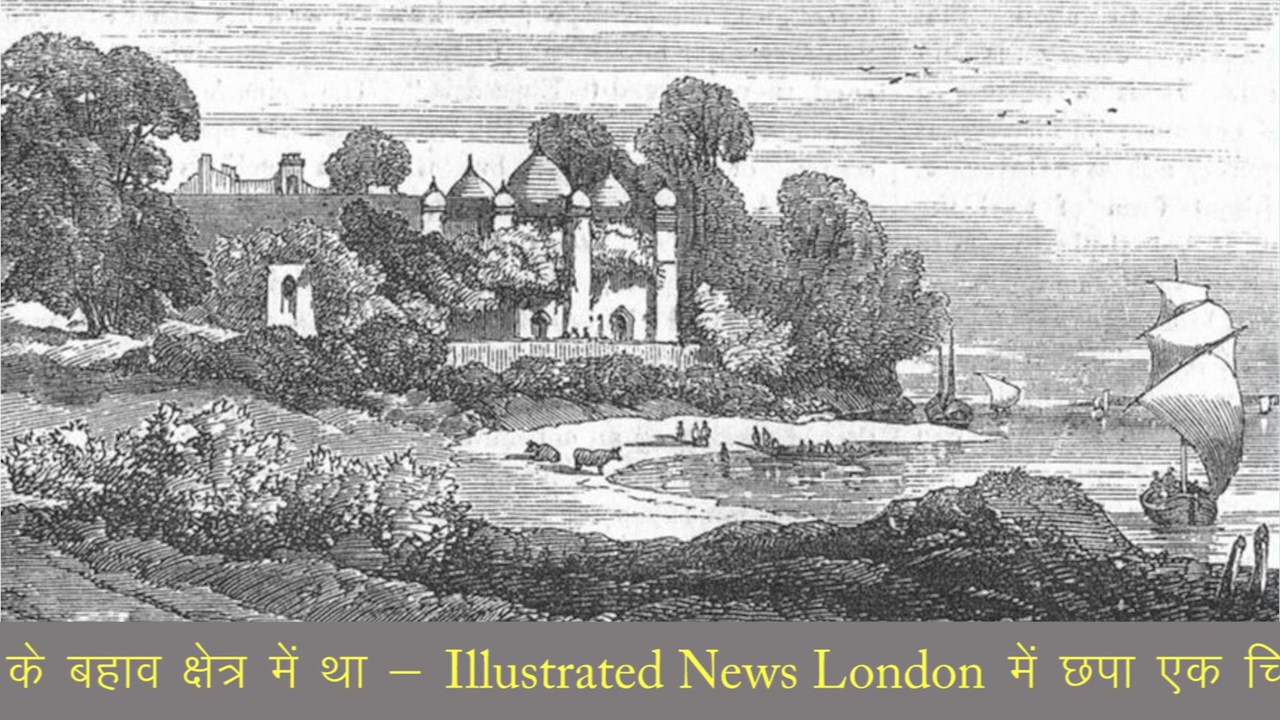 के बहाव क्षेत्र में था – Illustrated News London में छपा एक